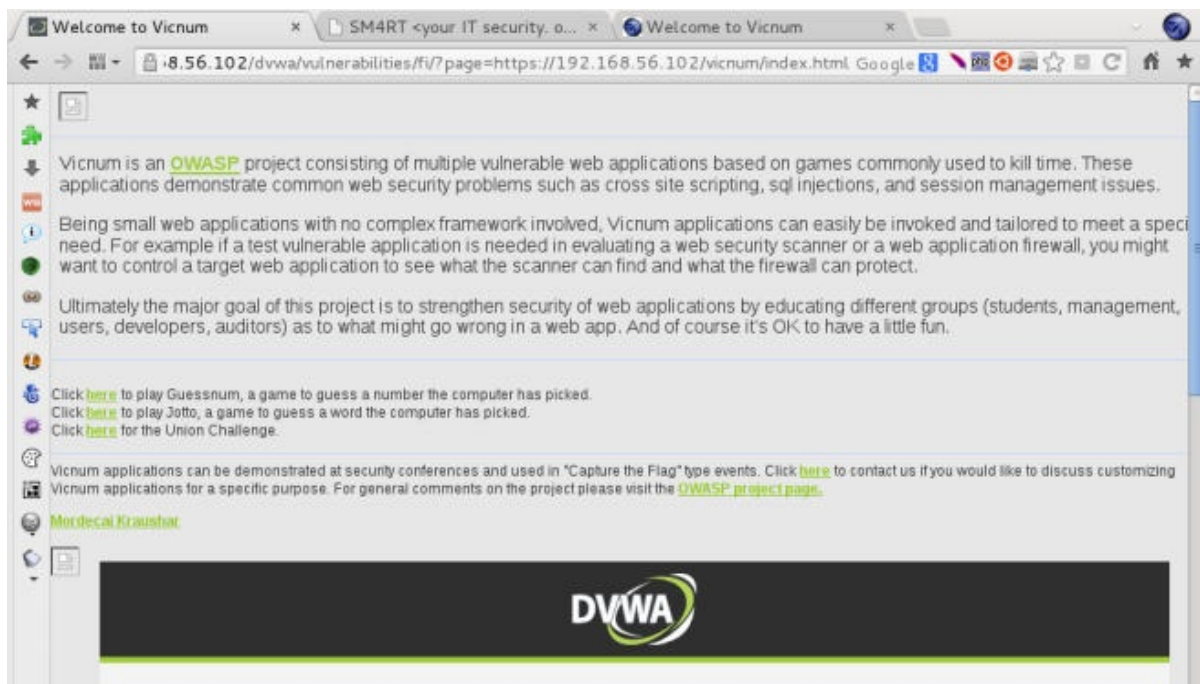 Welcome to Vicnum
SM4RT <your IT security. o...
Welcome to Vicnum
8.56.102/dvwa/vulnerabilities/fi/?page=https://192.168.56.102/vicnum/index.html Google
Vicnum is an OWASP project consisting of multiple vulnerable web applications based on games commonly used to kill time. These
applications demonstrate common web security problems such as cross site scripting, sql injections, and session management issues.
Being small web applications with no complex framework involved, Vicnum applications can easily be invoked and tailored to meet a speci
need. For example if a test vulnerable application is needed in evaluating a web security scanner or a web application firewall, you might
want to control a target web application to see what the scanner can find and what the firewall can protect.
Ultimately the major goal of this project is to strengthen security of web applications by educating different groups (students, management,
users, developers, auditors) as to what might go wrong in a web app. And of course it's OK to have a little fun.
Click here to play Guessnum, a game to guess a number the computer has picked.
Click here to play Jotto, a game to guess a word the computer has picked.
Click here for the Union Challenge.
Vicnum applications can be demonstrated at security conferences and used in "Capture the Flag" type events. Click here to contact us if you would like to discuss customizing
Vicnum applications for a specific purpose. For general comments on the project please visit the OWASP project page.
Mordecai Kraushar
DVWA